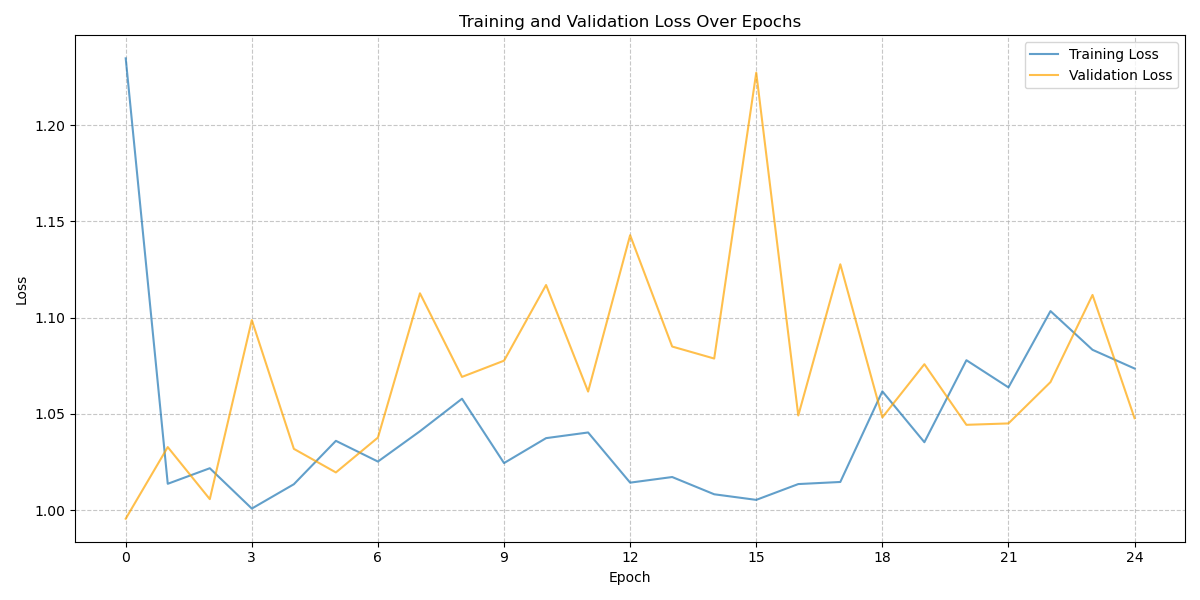 Training and Validation Loss Over Epochs
Training Loss
Validation Loss
1.20
1.15
1.10
1.05
1.00
Loss
0 3 6 9 12 15 18 21 24
Epoch